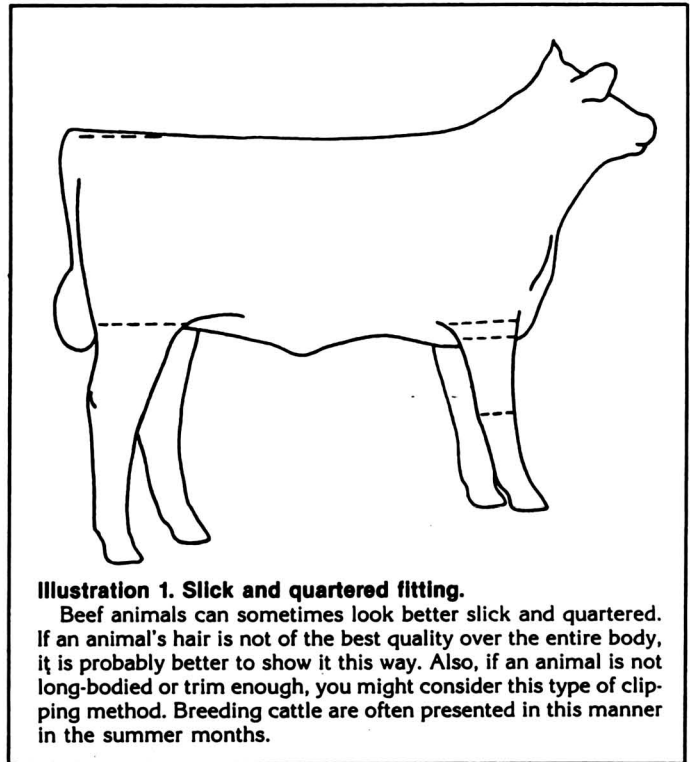 Illustration 1. Slick and quartered fitting.
Beef animals can sometimes look better slick and quartered.
If an animal's hair is not of the best quality over the entire body,
it is probably better to show it this way. Also, if an animal is not
long-bodied or trim enough, you might consider this type of clip-
ping method. Breeding cattle are often presented in this manner
in the summer months.